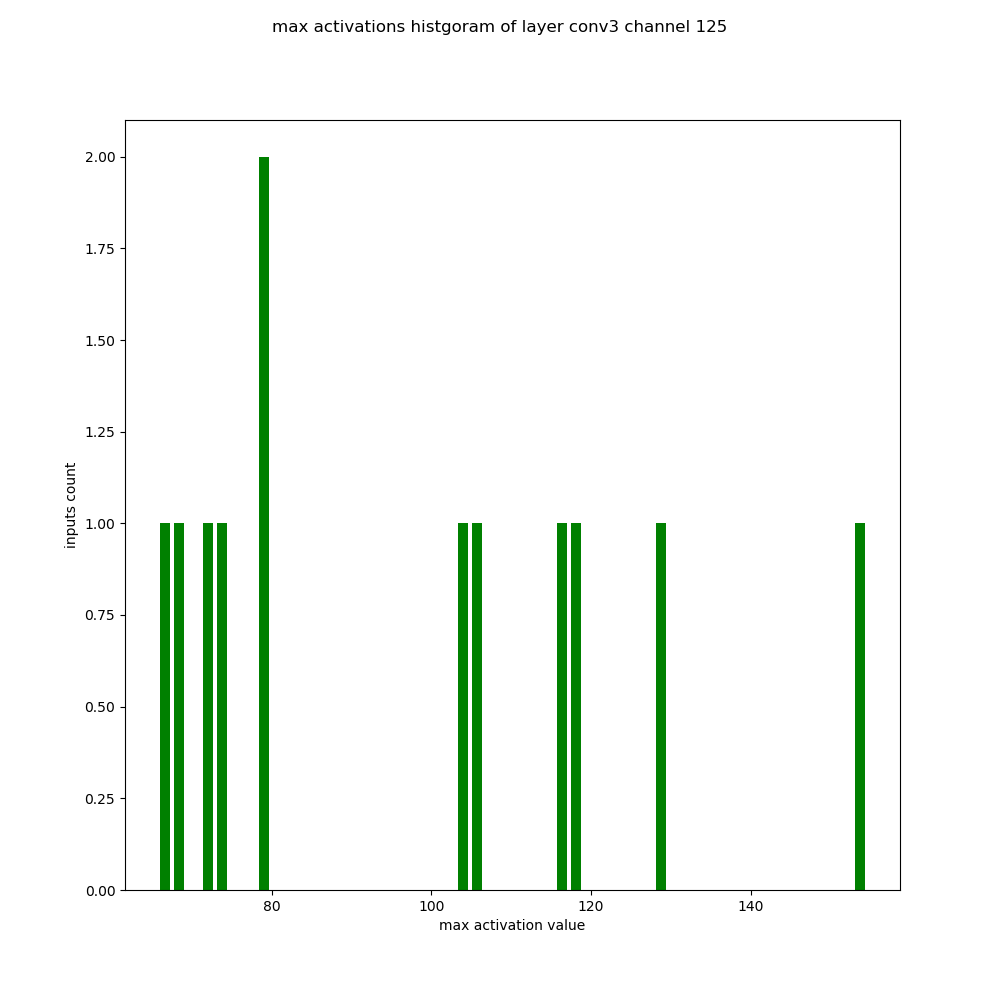 max activations histgoram of layer conv3 channel 125
2.00
1.75
1.50
1.25
1.00
0.75
0.50
0.25
0.00
inputs count
80 100 120 140
max activation value